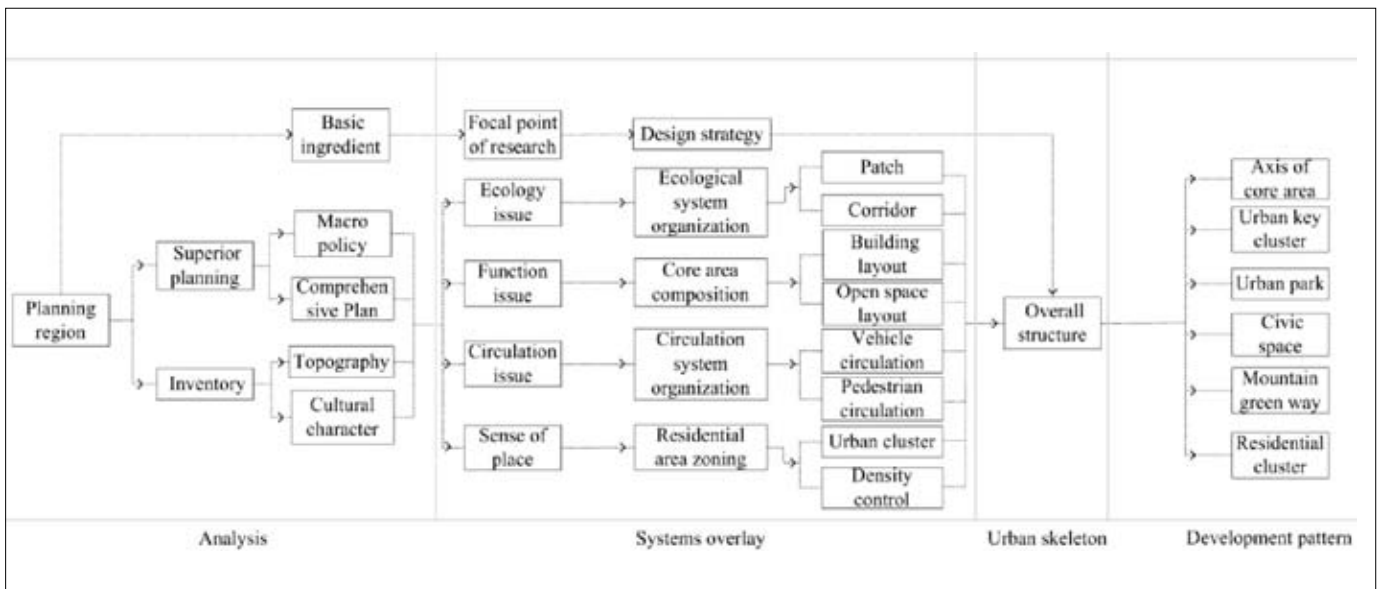 Basic
ingredient
Focal point
of research
Design strategy
Planning
region
Superior
planning
Inventory
Macro
policy
Comprehen
sive Plan
Topography
Cultural
character
Ecology
issue
Function
issue
Circulation
issue
Sense of
place
Ecological
system
organization
Core area
composition
Circulation
system
organization
Residential
area zoning
Patch
Corridor
Building
layout
Open space
layout
Vehicle
circulation
Pedestrian
circulation
Urban cluster
Density
control
Overall
structure
Axis of
core area
Urban key
cluster
Urban park
Civic
space
Mountain
green way
Residential
cluster
Analysis
Systems overlay
Urban skeleton
Development pattern